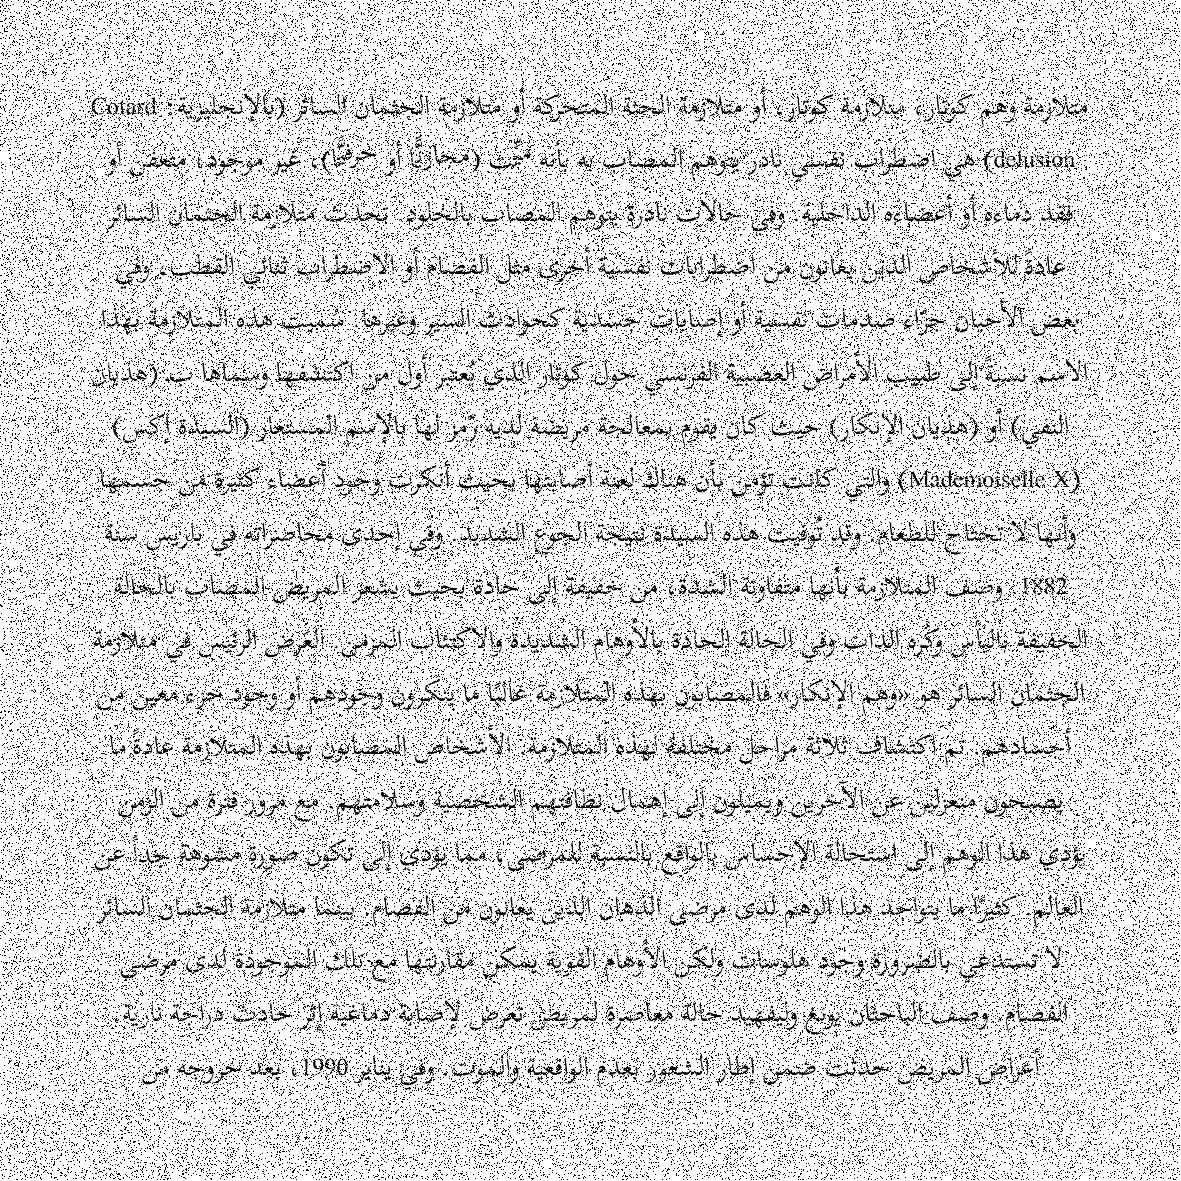 متلازمة وهم كوتار، متلازمة كوتار، أو متلازمة الجثة المتحركة أو متلازمة الجثمان السائر (بالإنجليزية: Cotard
delusion) هي اضطراب نفسي نادر يتوهم المصاب به بأنه ميّت (مجازيًّا أو حرفيًّا)، غير موجود، متعفن أو
فقد دماءه أو أعضاءه الداخلية. وفي حالات نادرة يتوهم المصاب بالخلود. تحدث متلازمة الجثمان السائر
عادةً للأشخاص الذين يعانون من اضطرابات نفسية أخرى مثل الفصام أو الاضطراب ثنائي القطب. وفي
بعض الأحيان جرّاء صدمات نفسية أو إصابات جسدية كحوادث السير وغيرها. سُميت هذه المتلازمة بهذا
الاسم نسبةً إلى طبيب الأمراض العصبية الفرنسي جول كوتار الذي يُعتبر أول من اكتشفها وسماها ب (هذيان
النفي) أو (هذيان الإنكار) حيث كان يقوم بمعالجة مريضة لديه رّمز لها بالإسم المستعار (السيدة إكس)
(Mademoiselle X) والتي كانت تؤمن بأن هناك لعنة أصابتها بحيث أنكرت وجود أعضاء كثيرة من جسمها
وأنها لا تحتاج للطعام. وقد تُوفيت هذه السيدة نتيجة الجوع الشديد. وفي إحدى محاضراته في باريس سنة
1882. وصف المتلازمة بأنها متفاوتة الشدة، من خفيفة إلى حادّة بحيث يشعر المريض المصاب بالحالة
الخفيفة باليأس وكُره الذات وفي الحالة الحادة بالأوهام الشديدة والاكتئاب المزمن. العرض الرئيس في متلازمة
الجثمان السائر هو «وهم الإنكار» فالمصابون بهذه المتلازمة غالبًا ما ينكرون وجودهم أو وجود جزء معين من
أجسادهم. تم اكتشاف ثلاثة مراحل مختلفة لهذه المتلازمة. الأشخاص المصابون بهذه المتلازمة عادةً ما
يصبحون منعزلين عن الآخرين ويميلون إلى إهمال نظافتهم الشخصية وسلامتهم. مع مرور فترة من الزمن
يؤدي هذا الوهم إلى استحالة الإحساس بالواقع بالنسبة للمرضى، مما يؤدي إلى تكون صورة مشوهة جداً عن
العالم. كثيرًا ما يتواجد هذا الوهم لدى مرضى الذهان الذين يعانون من الفصام. بينما متلازمة الجثمان السائر
لا تستدعي بالضرورة وجود هلوسات ولكن الأوهام القوية يمكن مقارنتها مع تلك الموجودة لدى مرضى
الفصام. وصف الباحثان يونغ وليفهيد حالة معاصرة لمريض تعرض لإصابة دماغية إثر حادث دراجة نارية.
أعراض المريض حدثت ضمن إطار الشعور بعدم الواقعية والموت. وفي يناير 1990، بعد خروجه من